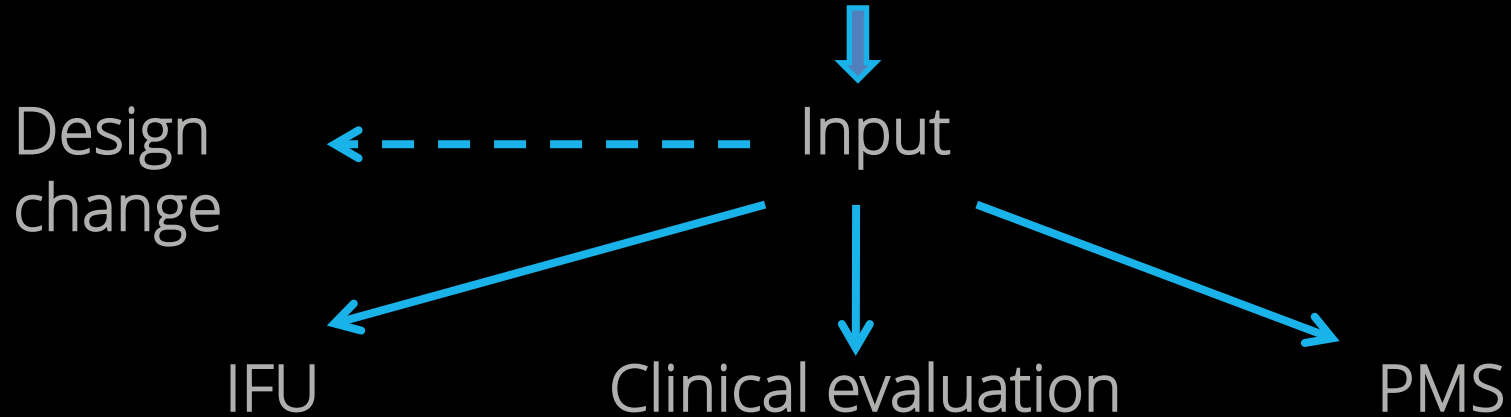 Design
change
Input
IFU
Clinical evaluation
PMS